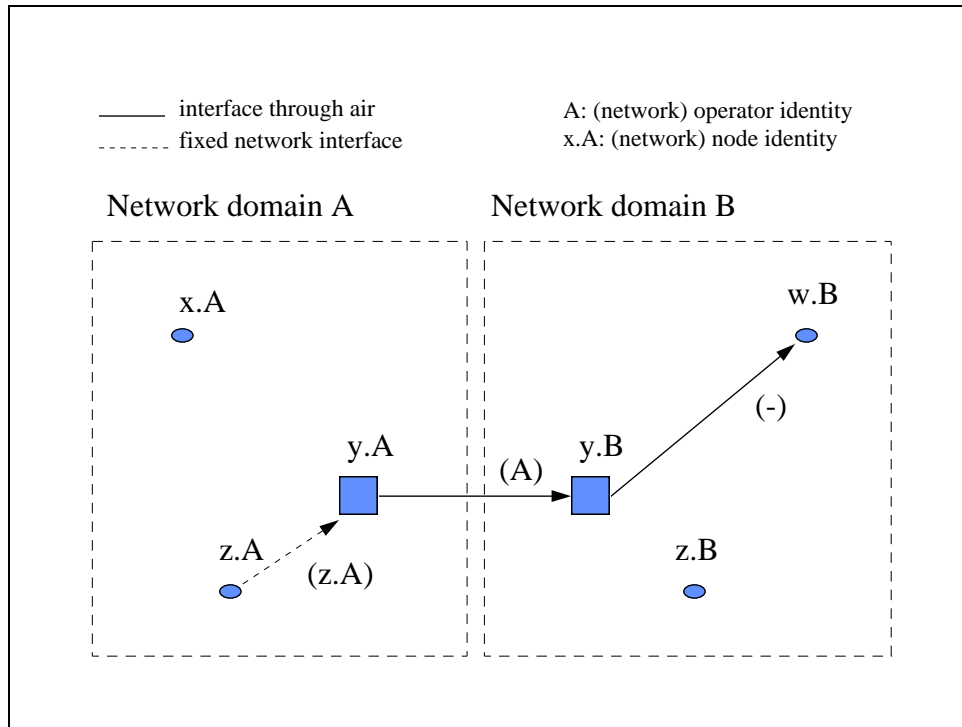 interface through air
fixed network interface
A: (network) operator identity
x.A: (network) node identity
Network domain A
Network domain B
x.A
w.B
(-)
y.A
y.B
(A)
z.A
(z.A)
z.B